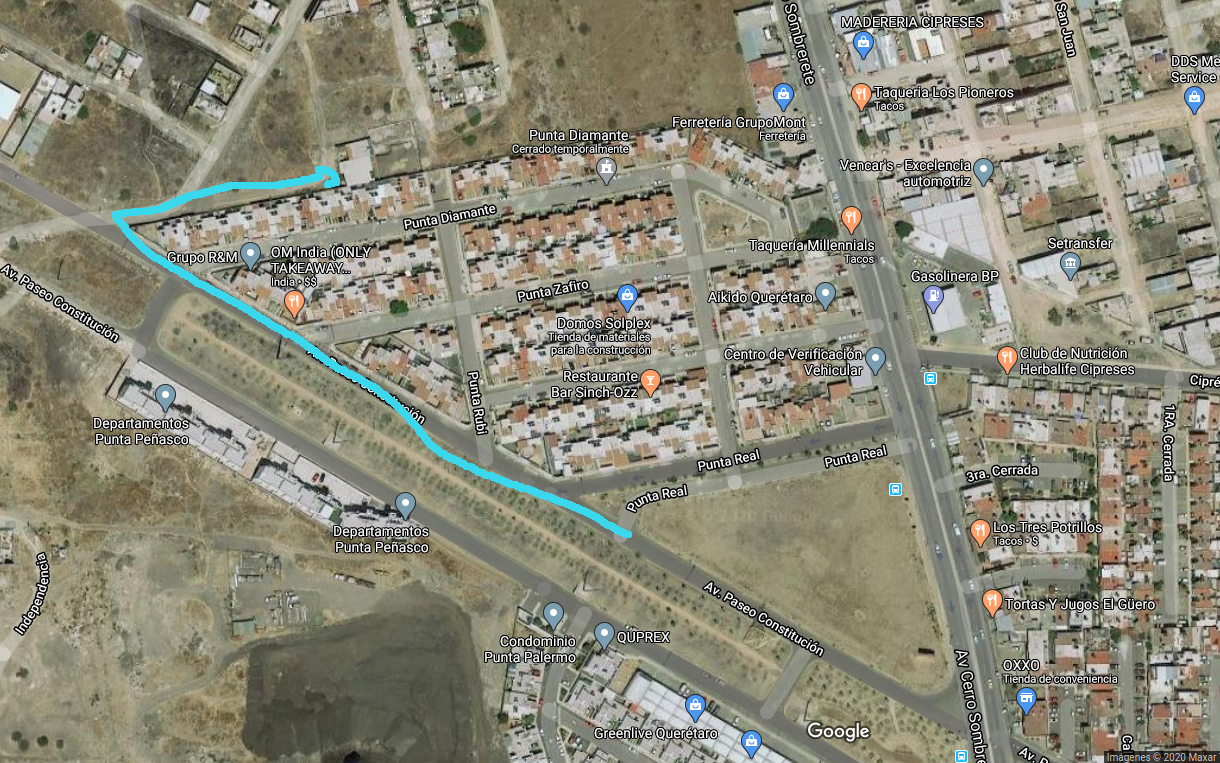 Sombrerete
San Juan
MADERERIA CIPRESES
DDS Me
Service
Taqueria Los Pioneros
Tacos
Ferretería GrupoMont
Ferretería
Punta Diamante
Cerrado temporalmente
Vencar's - Excelencia
automotriz
Punta Diamante
Taquería Millennials
Tacos
Setransfer
Grupo R&M
OM India (ONLY
TAKEAWAY...
India • $$
Av. Paseo Constitución
Punta Zafiro
Aikido Querétaro
Gasolinera BP
Domos Solplex
Tienda de materiales
para la construcción
Centro de Verificación
Vehicular
Club de Nutrición
Herbalife Cipreses
Cipré
Restaurante
Bar Sinch-Ozz
Punta Rubí
1RA. Cerrada
Departamentos
Punta Peñasco
Punta Real
Punta Real
3ra. Cerrada
Punta Real
Departamentos
Punta Peñasco
Los Tres Potrillos
Tacos • $
Independencia
Av. Paseo Constitución
Tortas Y Jugos El Güero
Condominio
Punta Palermo
QUPREX
OXXO
Tienda de conveniencia
Av Cerro Sombre
Greenlive Querétaro
Google
Ca
Av. P
Imágenes © 2020 Maxar T